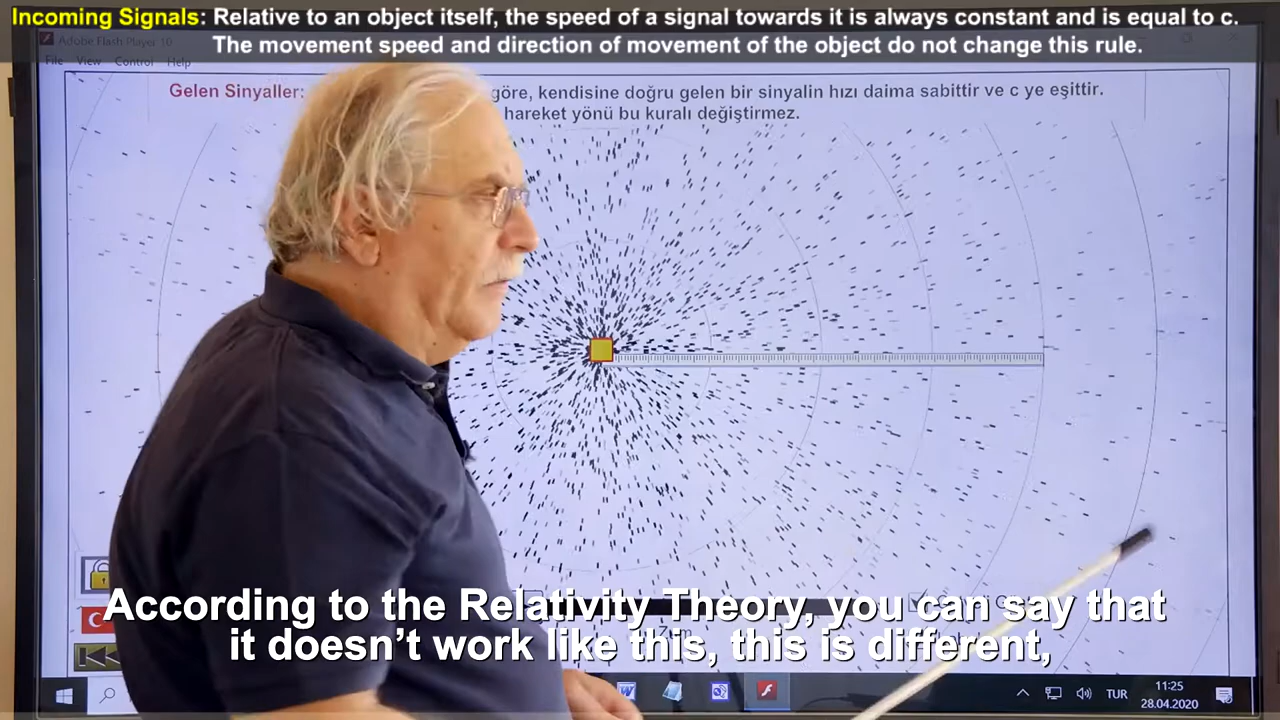 Incoming Signals: Relative to an object itself, the speed of a signal towards it is always constant and is equal to c.
The movement speed and direction of movement of the object do not change this rule.
Adobe Flash Player 10
File View Control Help
Gelen Sinyaller: göre, kendisine doğru gelen bir sinyalin hızı daima sabittir ve c ye eşittir.
hareket yönü bu kuralı değiştirmez.
According to the Relativity Theory, you can say that
it doesn't work like this, this is different,
TUR
11:25
28.04.2020